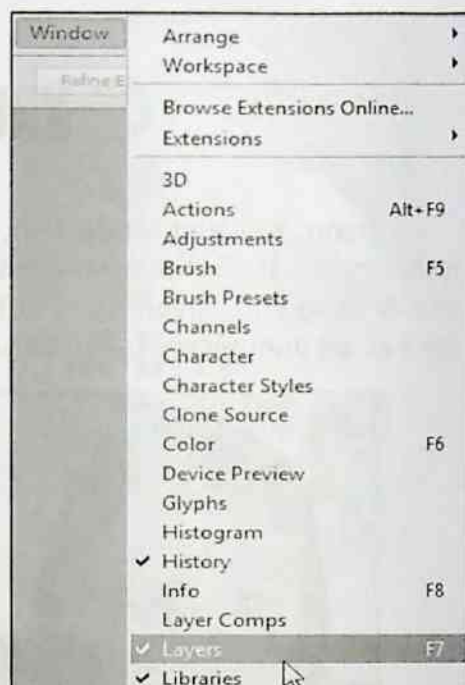 Window
Refine E
Arrange
Workspace
Browse Extensions Online...
Extensions
3D
Actions Alt+F9
Adjustments
Brush F5
Brush Presets
Channels
Character
Character Styles
Clone Source
Color F6
Device Preview
Glyphs
Histogram
✔ History
Info F8
Layer Comps
✔ Layers F7
✔ Libraries